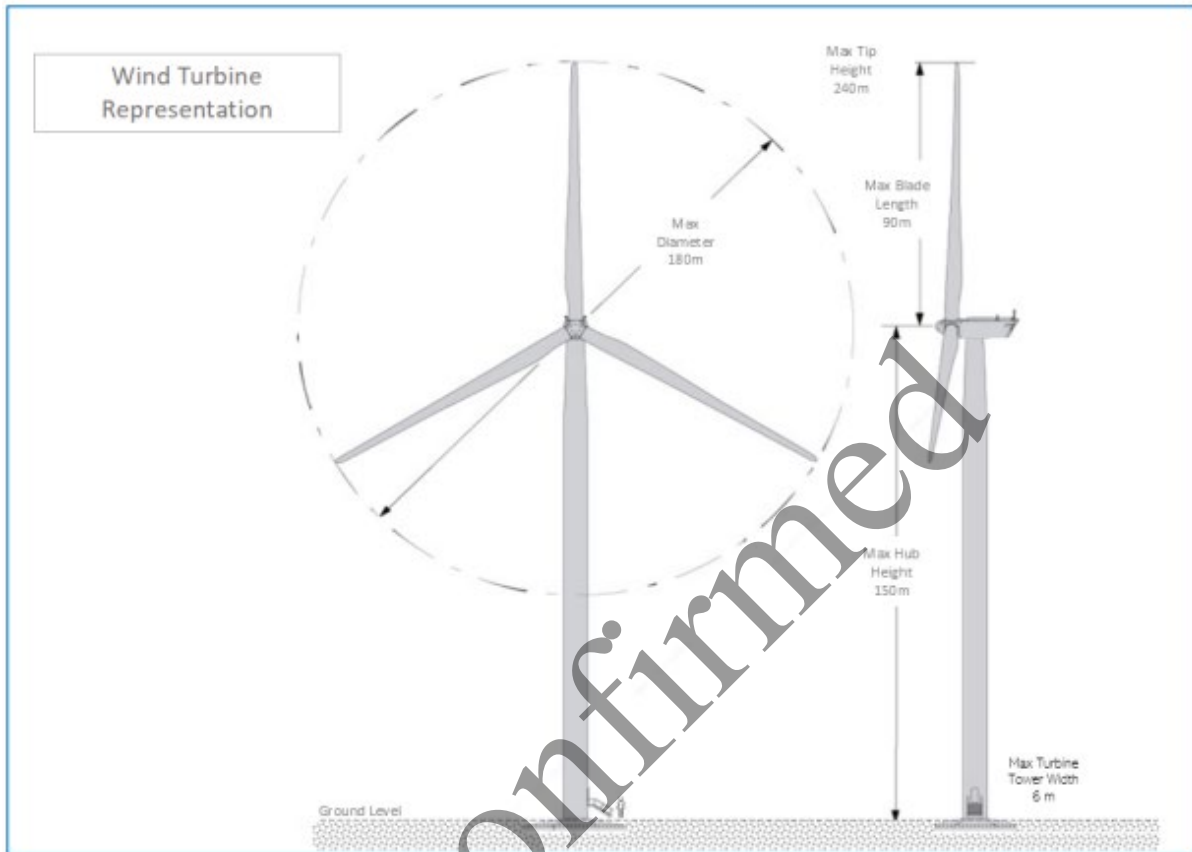 Wind Turbine
Representation
Max Tip
Height
240m
Max Blade
Length
90m
Max
Diameter
180m
Max Hub
Height
150m
Max Turbine
Tower Width
6 m
Ground Level
onfirmed